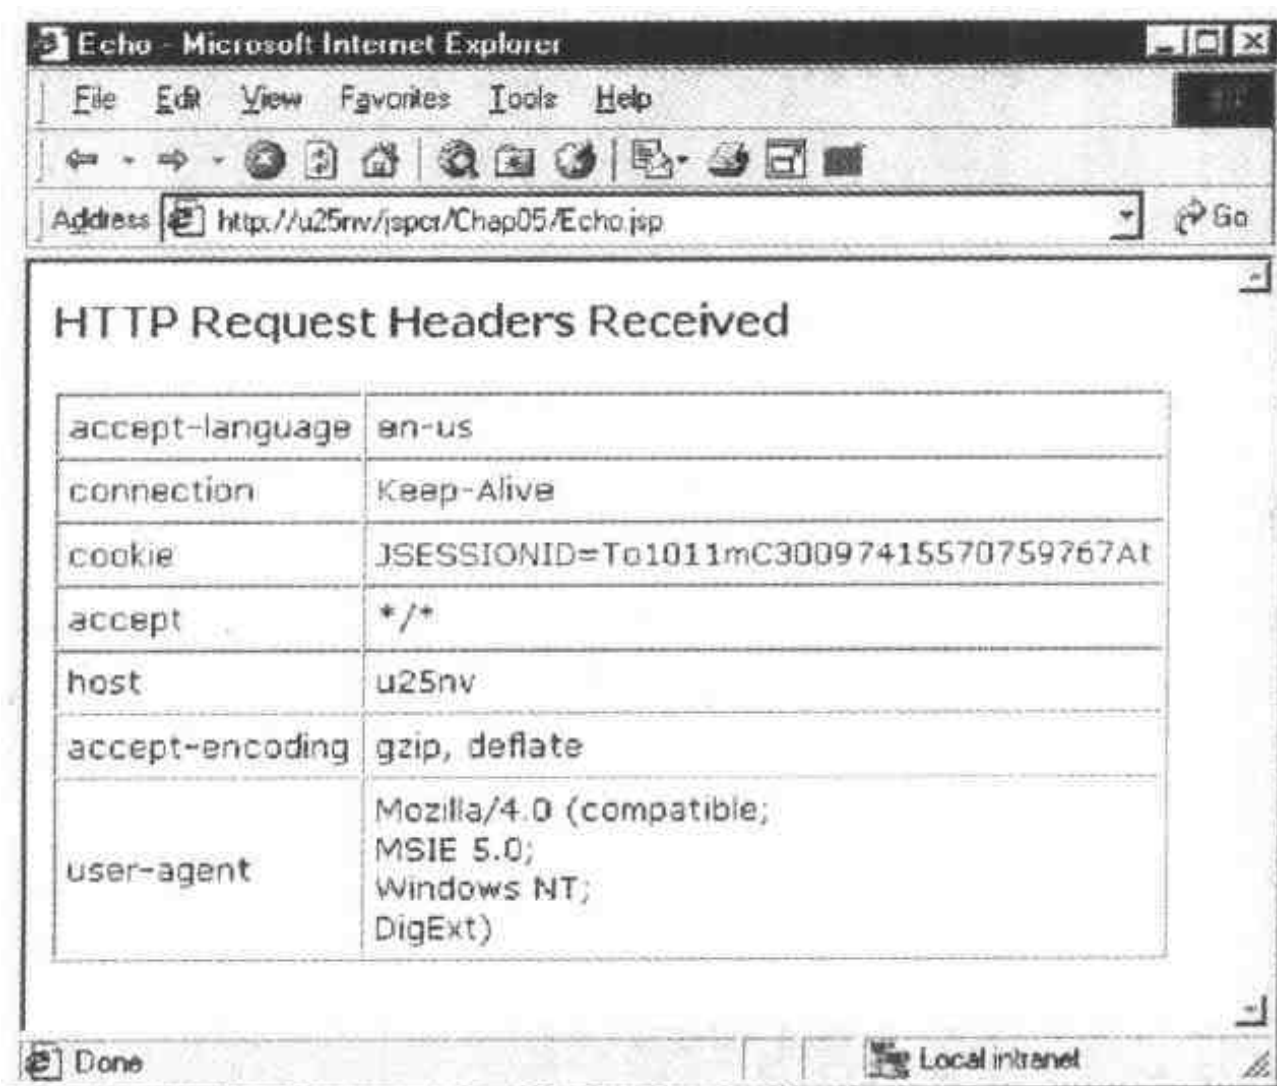 Echo - Microsoft Internet Explorer
File Edit View Favorites Tools Help
Address http://u25nv/jspcr/Chap05/Echo.jsp Go
HTTP Request Headers Received
accept-language en-us
connection Keep-Alive
cookie JSESSIONID=To1011mC30097415570759767At
accept */*
host u25nv
accept-encoding gzip, deflate
user-agent Mozilla/4.0 (compatible;
MSIE 5.0;
Windows NT;
DigExt)
Done Local intranet